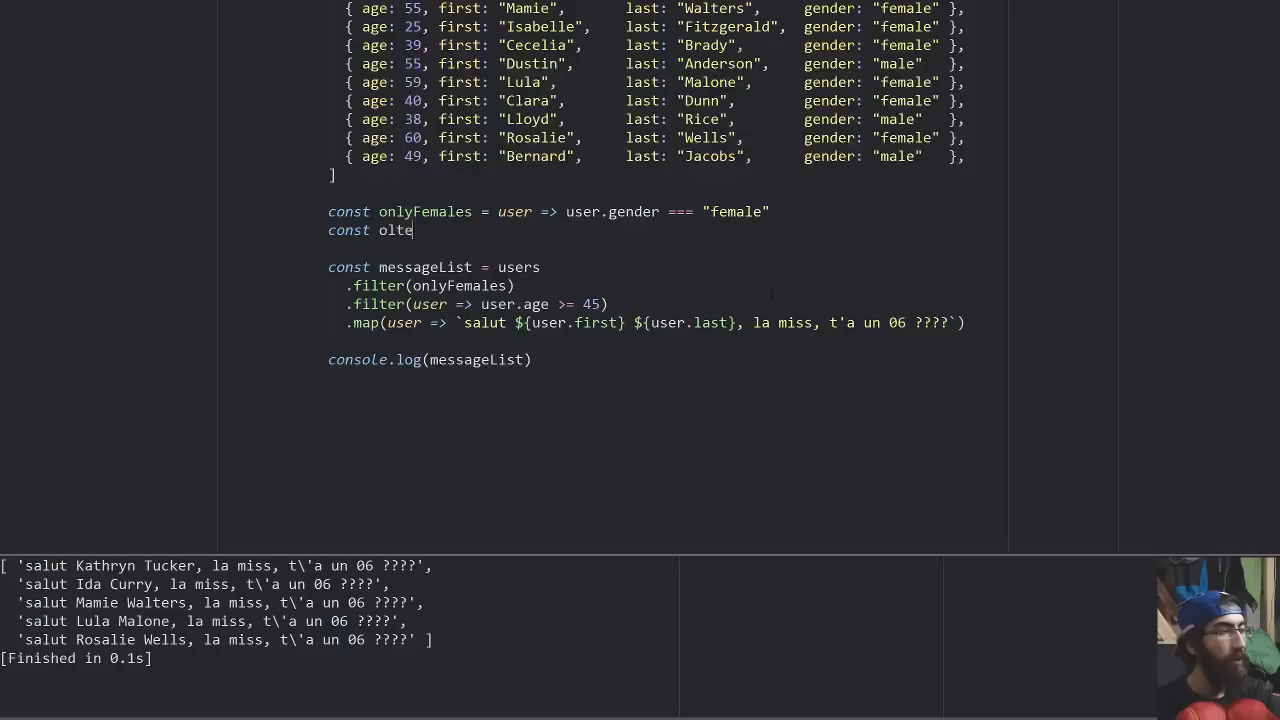 { age: 55, first: "Mamie", last: "Walters", gender: "female" },
{ age: 25, first: "Isabelle", last: "Fitzgerald", gender: "female" },
{ age: 39, first: "Cecelia", last: "Brady", gender: "female" },
{ age: 55, first: "Dustin", last: "Anderson", gender: "male" },
{ age: 59, first: "Lula", last: "Malone", gender: "female" },
{ age: 40, first: "Clara", last: "Dunn", gender: "female" },
{ age: 38, first: "Lloyd", last: "Rice", gender: "male" },
{ age: 60, first: "Rosalie", last: "Wells", gender: "female" },
{ age: 49, first: "Bernard", last: "Jacobs", gender: "male" },
]
const onlyFemales = user => user.gender === "female"
const olte
const messageList = users
.filter(onlyFemales)
.filter(user => user.age >= 45)
.map(user => `salut ${user.first} ${user.last}, la miss, t'a un 06 ????`)
console.log(messageList)
[ 'salut Kathryn Tucker, la miss, t\'a un 06 ????',
'salut Ida Curry, la miss, t\'a un 06 ????',
'salut Mamie Walters, la miss, t\'a un 06 ????',
'salut Lula Malone, la miss, t\'a un 06 ????',
'salut Rosalie Wells, la miss, t\'a un 06 ????' ]
[Finished in 0.1s]